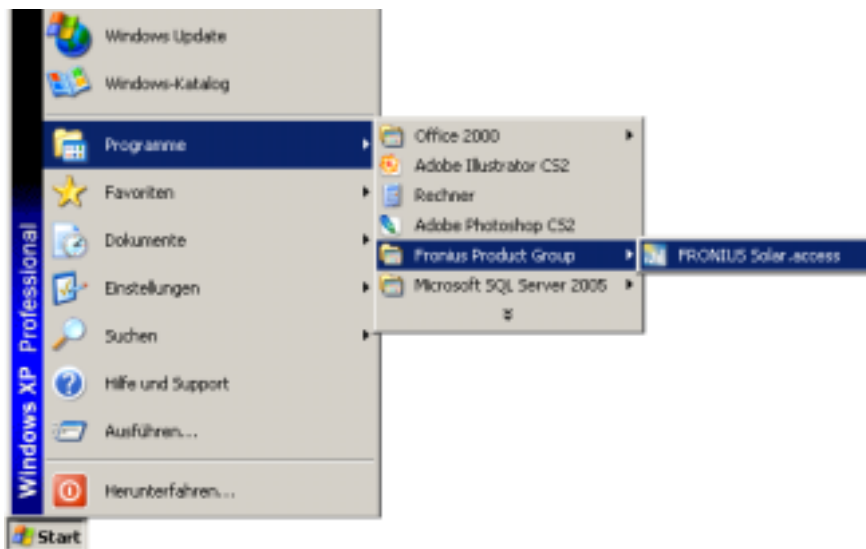 Windows XP Professional
Windows Update
Windows-Katalog
Programme
Favoriten
Dokumente
Einstellungen
Suchen
Hilfe und Support
Ausführen...
Herunterfahren...
Start
Office 2000
Adobe Illustrator CS2
Rechner
Adobe Photoshop CS2
Fronius Product Group
Microsoft SQL Server 2005
FRONIUS Solar.access